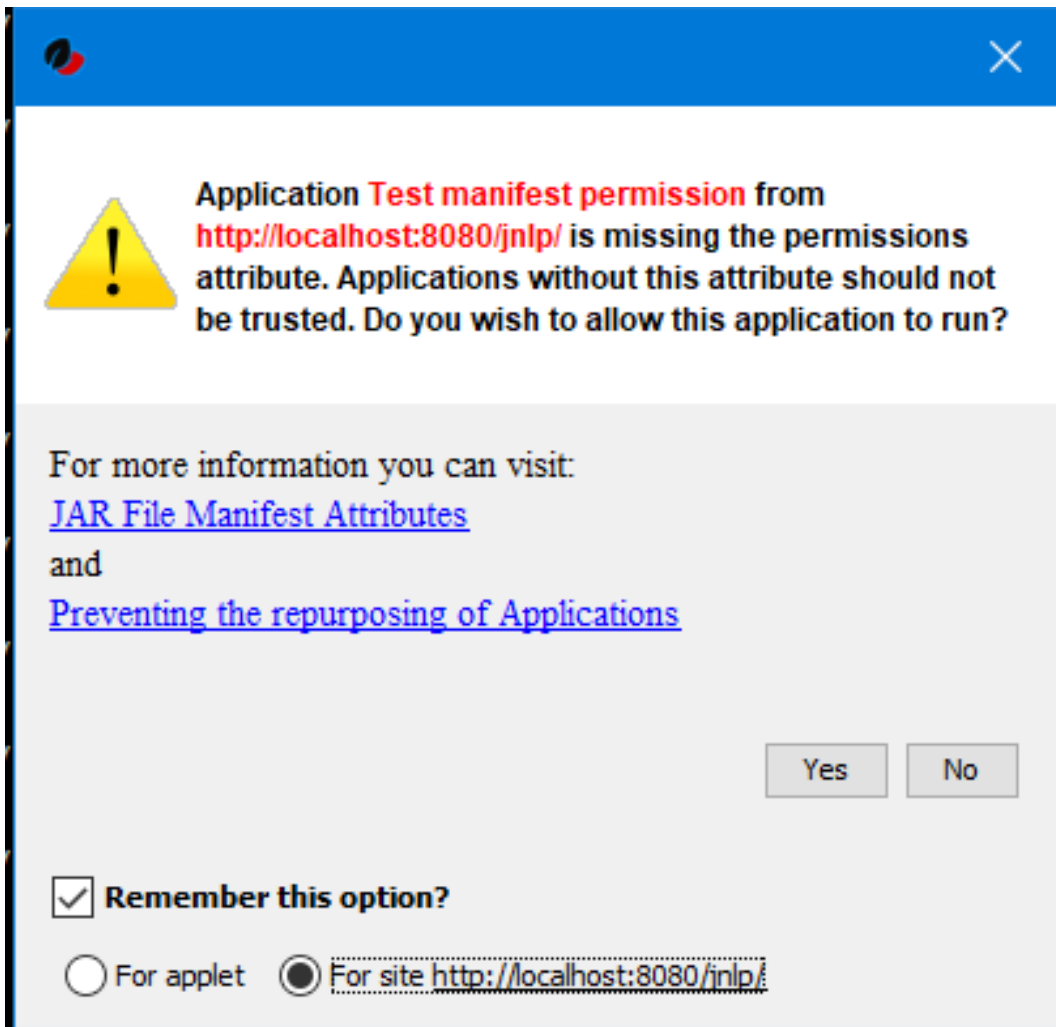 Application Test manifest permission from
http://localhost:8080/jnlp/ is missing the permissions
attribute. Applications without this attribute should not
be trusted. Do you wish to allow this application to run?
For more information you can visit:
JAR File Manifest Attributes
and
Preventing the repurposing of Applications
Yes No
Remember this option?
For applet For site http://localhost:8080/jnlp/